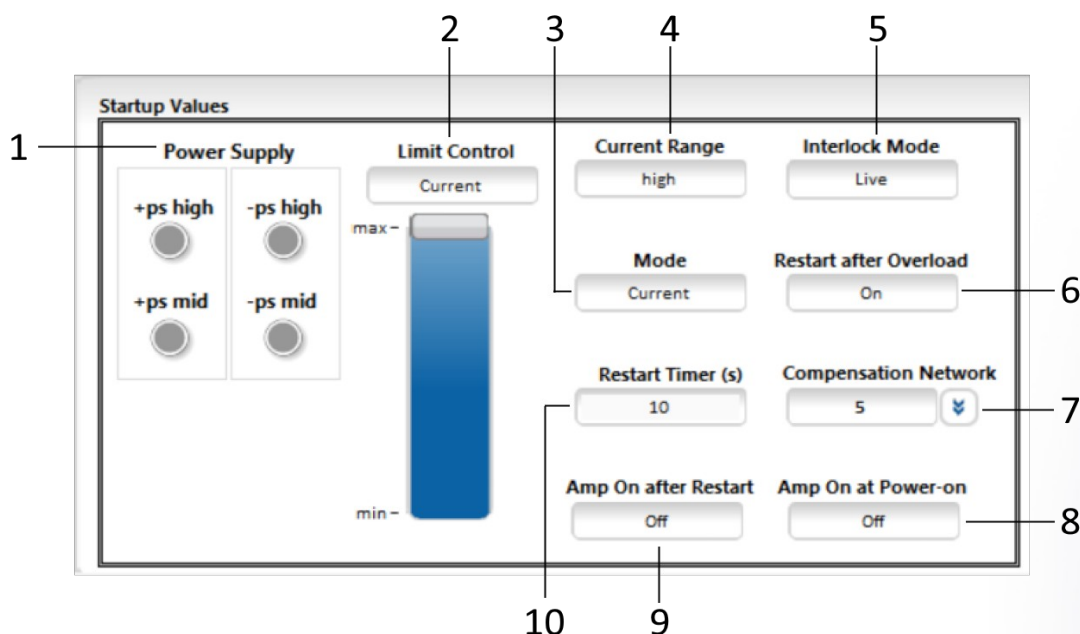 2
3
4
5
Startup Values
1
Power Supply
+ps high
-ps high
+ps mid
-ps mid
Limit Control
Current
max
min
Current Range
high
Interlock Mode
Live
Mode
Current
Restart after Overload
On
6
Restart Timer (s)
10
Compensation Network
5
7
Amp On after Restart
Off
Amp On at Power-on
Off
8
10
9